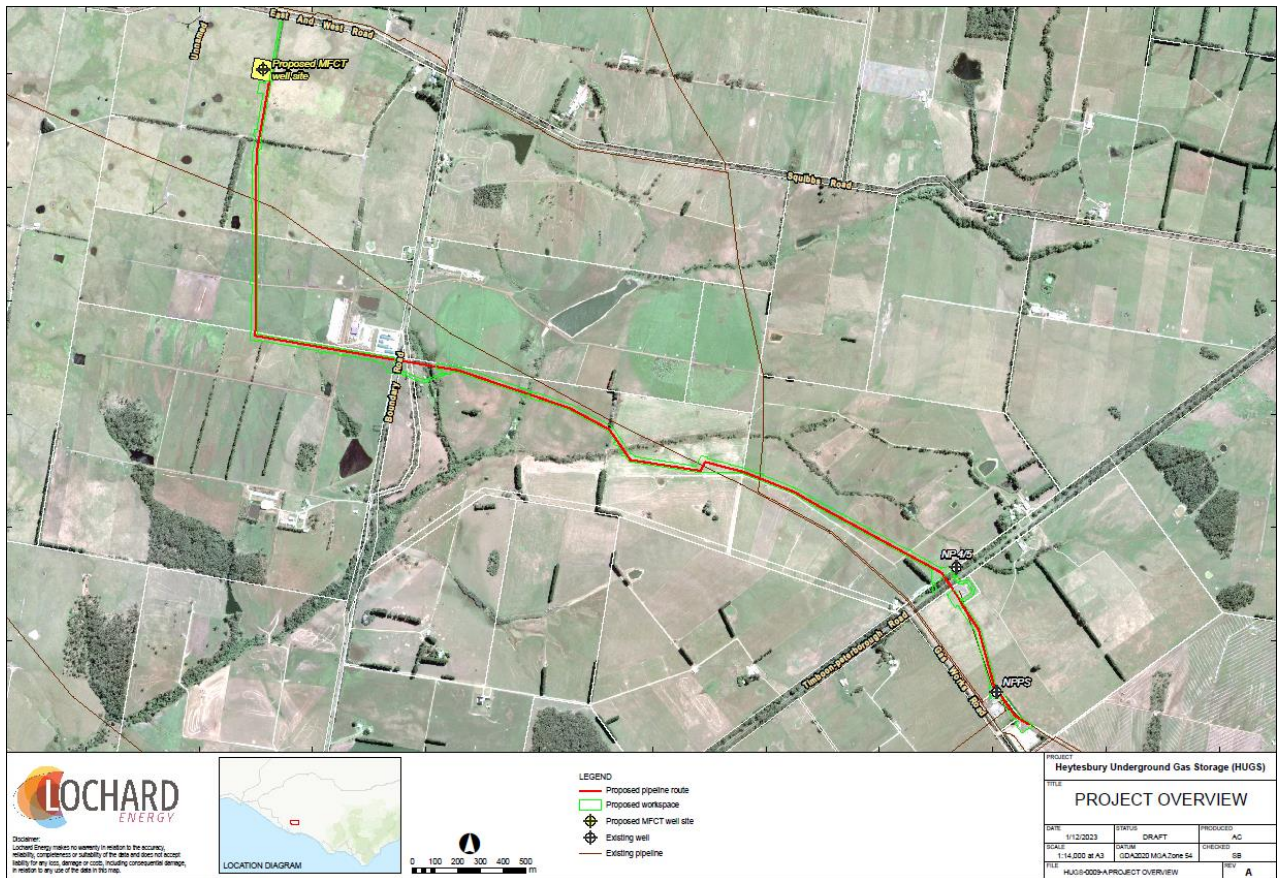 East And West Road
Unnamed
Proposed MFCT
well site
Squibbs Road
Boundary Road
NP4/5
Timboon-peterborough Road
Gas Works Road
NPPS
LOCHARD
ENERGY
Disclaimer:
Lochard Energy makes no warranty in relation to the accuracy,
reliability, completeness or suitability of the data and does not accept
liability for any loss, damage or costs, including consequential damage,
in relation to any use of the data in this map.
LOCATION DIAGRAM
0 100 200 300 400 500
m
LEGEND
Proposed pipeline route
Proposed workspace
Proposed MFCT well site
Existing well
Existing pipeline
PROJECT
Heytesbury Underground Gas Storage (HUGS)
TITLE
PROJECT OVERVIEW
DATE STATUS PRODUCED
1/12/2023 DRAFT AC
SCALE DATUM CHECKED
1:14,000 at A3 GDA2020 MGA Zone 54 SB
FILE REV
HUGS-0009-A PROJECT OVERVIEW A